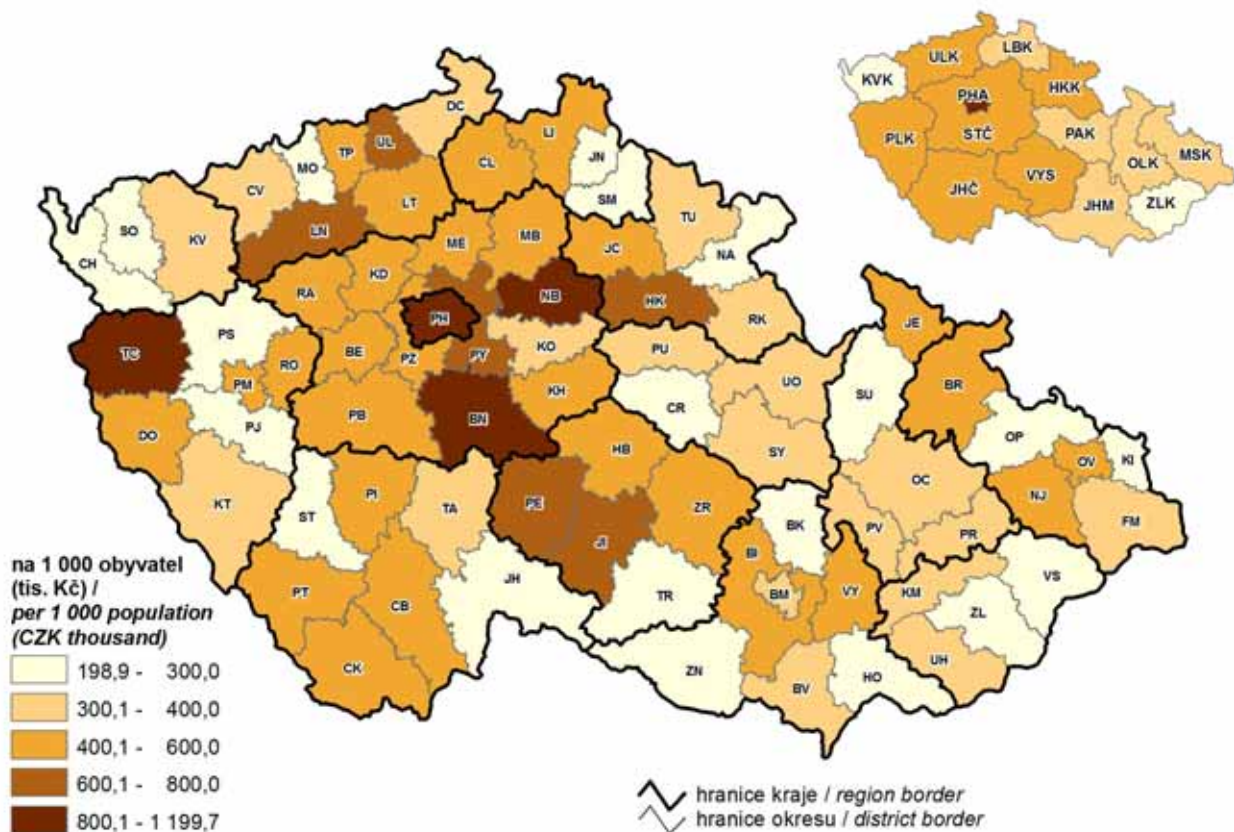 ULK LBK
KVK HKK
PHA
STČ
PLK PAK
MSK
OLK
VYS
JHČ
JHM ZLK
DC
LI
UL
TP
MO JN
CL
CV
SM
LT
SO TU
KV LN
ME MB JC
NA
CH KD
RA NB HK
PH RK
JE
TC PS
KO PU
BE PZ PY
RO UO
PM KH BR
CR SU
PB
DO PJ BN
OP
HB SY OV KI
OC
KT PI TA PE NJ
ST ZR
PV PR FM
JI BK
BI
JH VS
PT CB TR BM VY KM
ZL
CK ZN UH
BV HO
na 1 000 obyvatel
(tis. Kč) /
per 1 000 population
(CZK thousand)
198,9 - 300,0
300,1 - 400,0
400,1 - 600,0
600,1 - 800,0
800,1 - 1 199,7
hranice kraje / region border
hranice okresu / district border